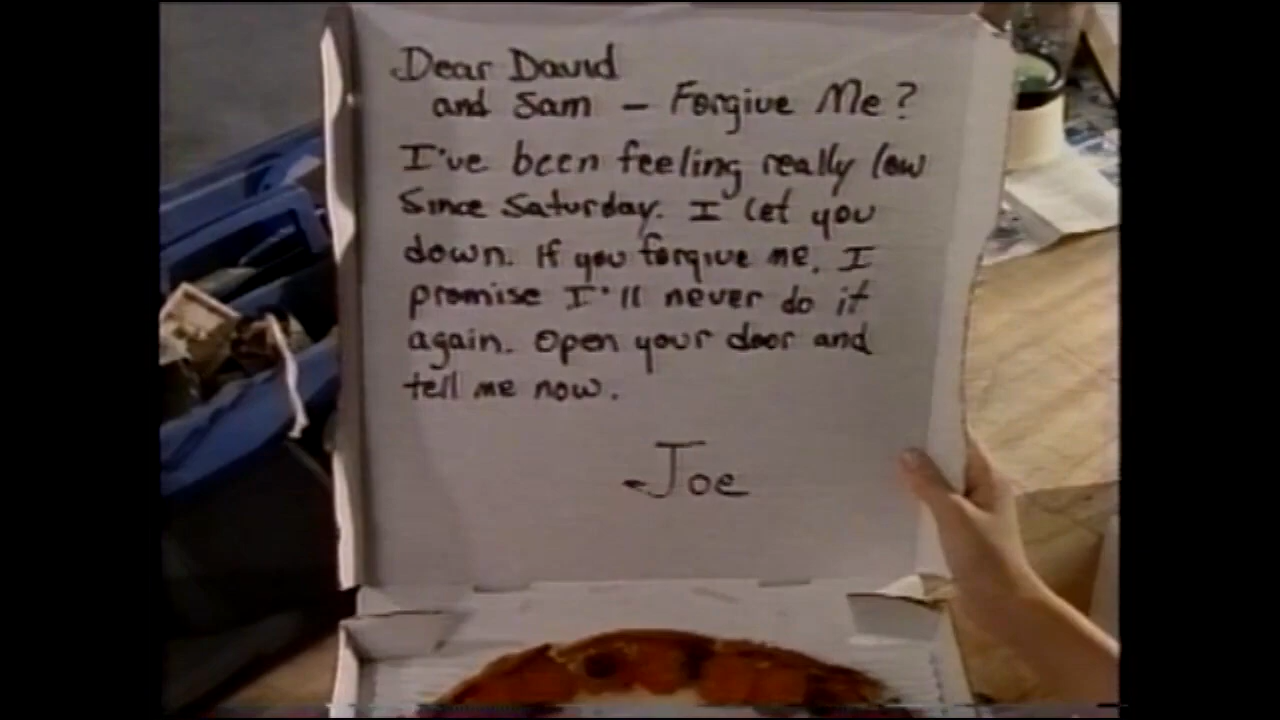 Dear David
and Sam — Forgive Me?
I've been feeling really low
Since Saturday. I let you
down. If you forgive me, I
promise I'll never do it
again. Open your door and
tell me now.
Joe